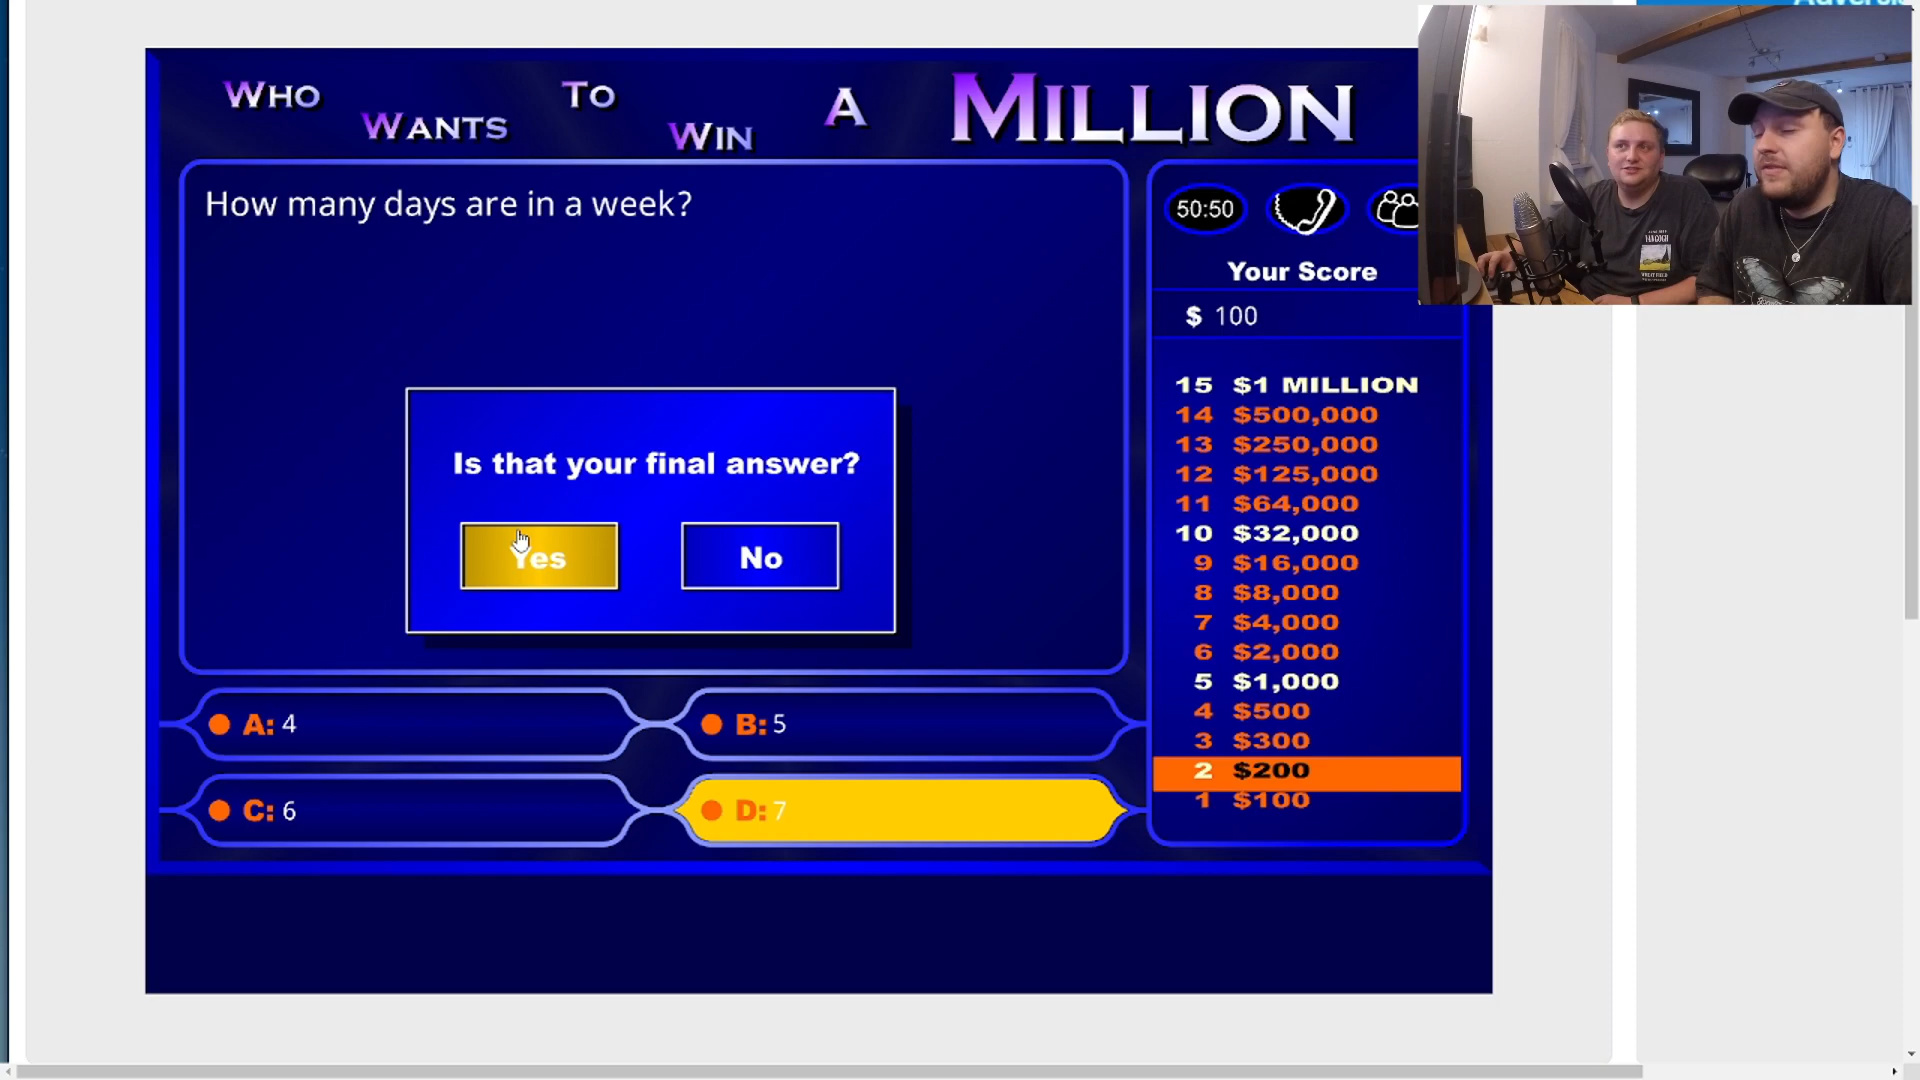 WHO WANTS TO WIN A MILLION
How many days are in a week?
50:50
Your Score
$ 100
Is that your final answer?
Yes No
15 $1 MILLION
14 $500,000
13 $250,000
12 $125,000
11 $64,000
10 $32,000
9 $16,000
8 $8,000
7 $4,000
6 $2,000
5 $1,000
4 $500
3 $300
2 $200
1 $100
A: 4
B: 5
C: 6
D: 7